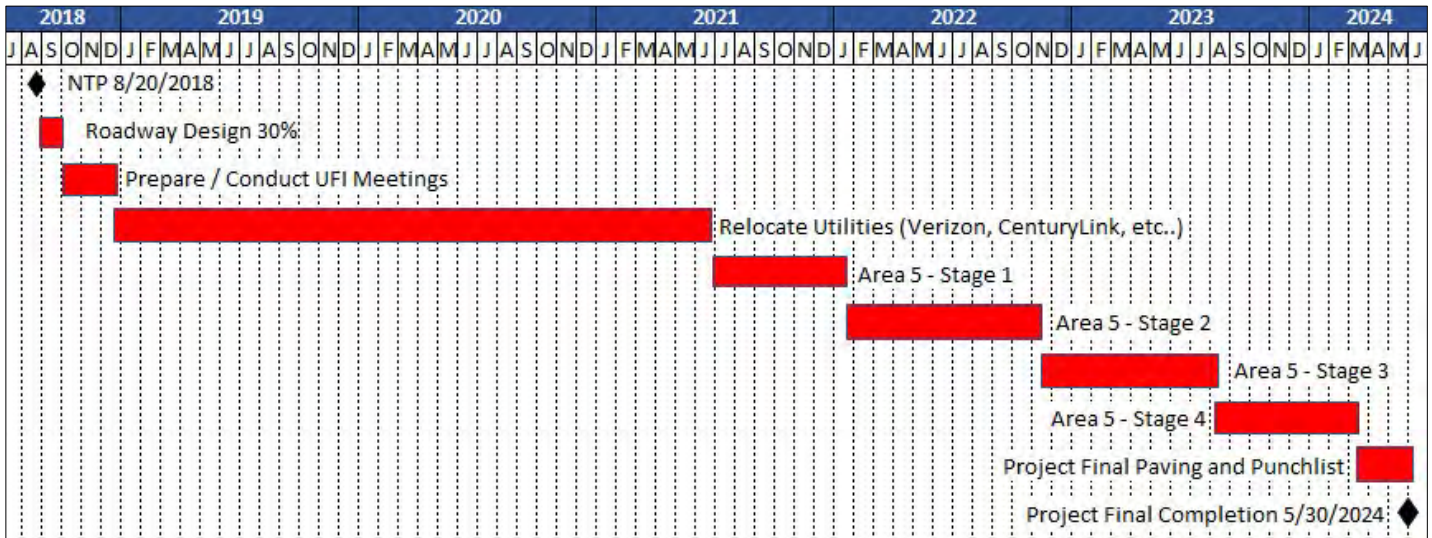 2018 2019 2020 2021 2022 2023 2024
J A S O N D J F M A M J J A S O N D J F M A M J J A S O N D J F M A M J J A S O N D J F M A M J J A S O N D J F M A M J J A S O N D J F M A M J
NTP 8/20/2018
Roadway Design 30%
Prepare / Conduct UFI Meetings
Relocate Utilities (Verizon, CenturyLink, etc..)
Area 5 - Stage 1
Area 5 - Stage 2
Area 5 - Stage 3
Area 5 - Stage 4
Project Final Paving and Punchlist
Project Final Completion 5/30/2024